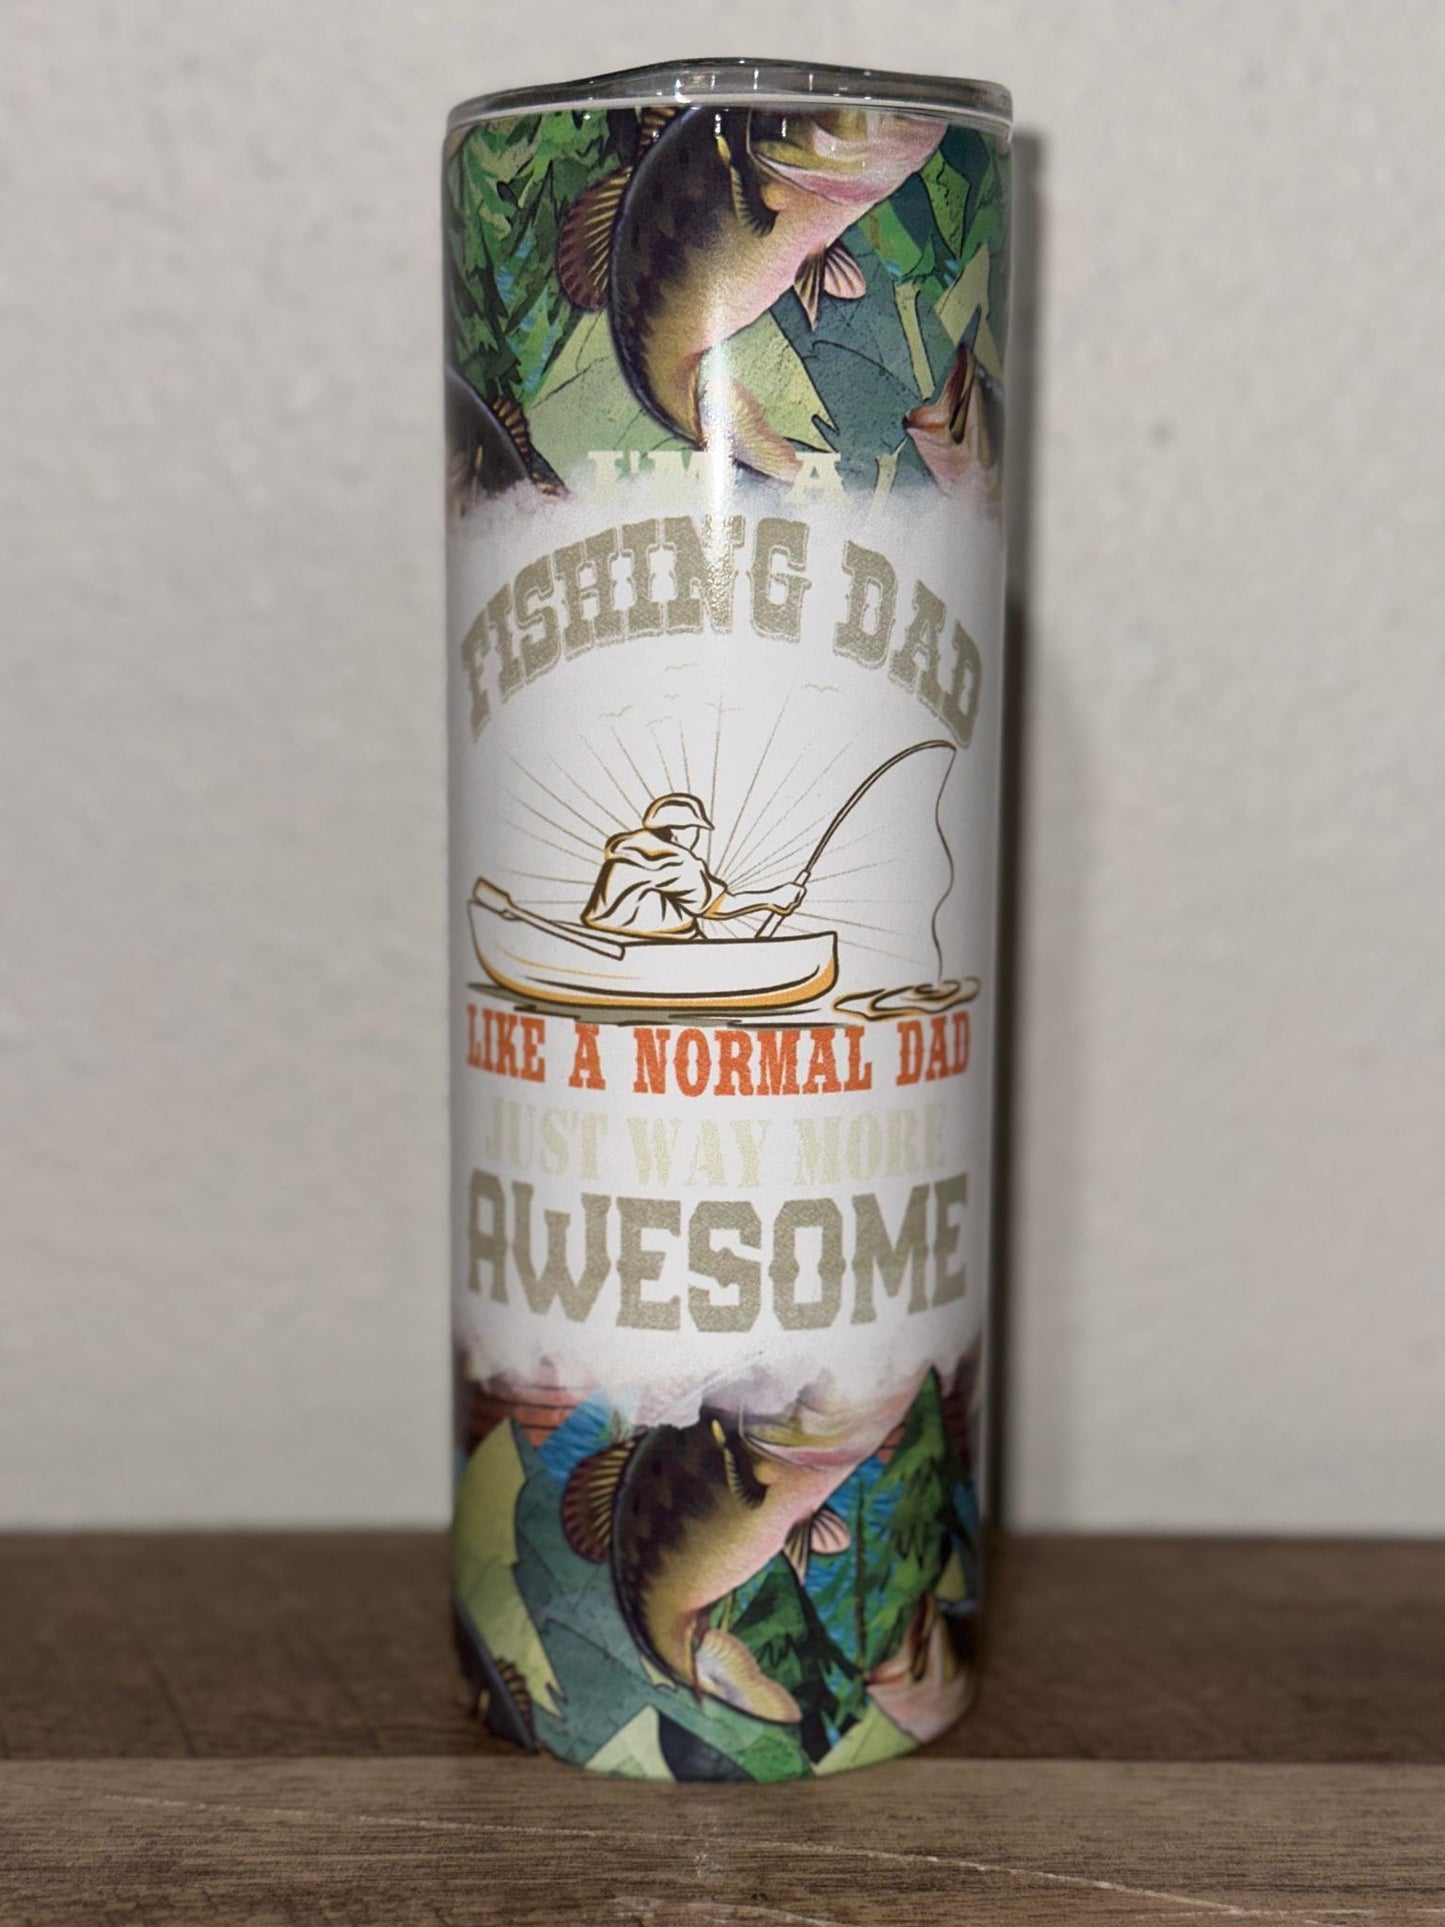 I'M A
FISHING DAD
LIKE A NORMAL DAD
JUST WAY MORE
AWESOME